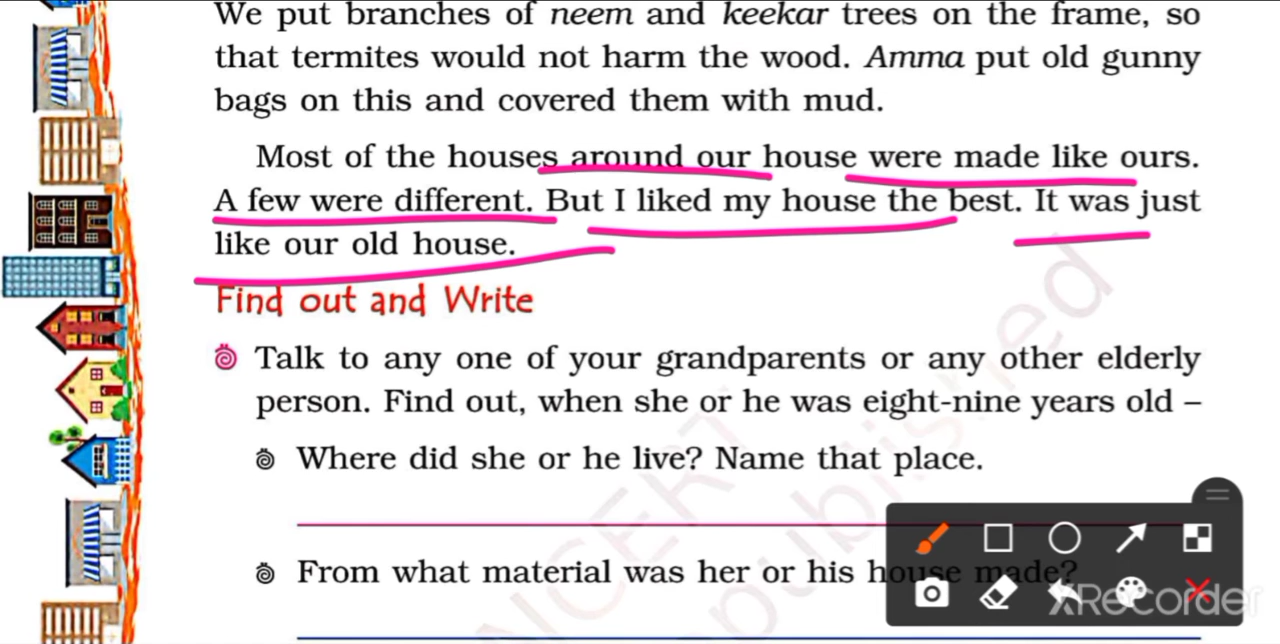 We put branches of neem and keekar trees on the frame, so
that termites would not harm the wood. Amma put old gunny
bags on this and covered them with mud.
Most of the houses around our house were made like ours.
A few were different. But I liked my house the best. It was just
like our old house.
Find out and Write
Talk to any one of your grandparents or any other elderly
person. Find out, when she or he was eight-nine years old –
Where did she or he live? Name that place.
From what material was her or his house made?
XRecorder
NCERT
published